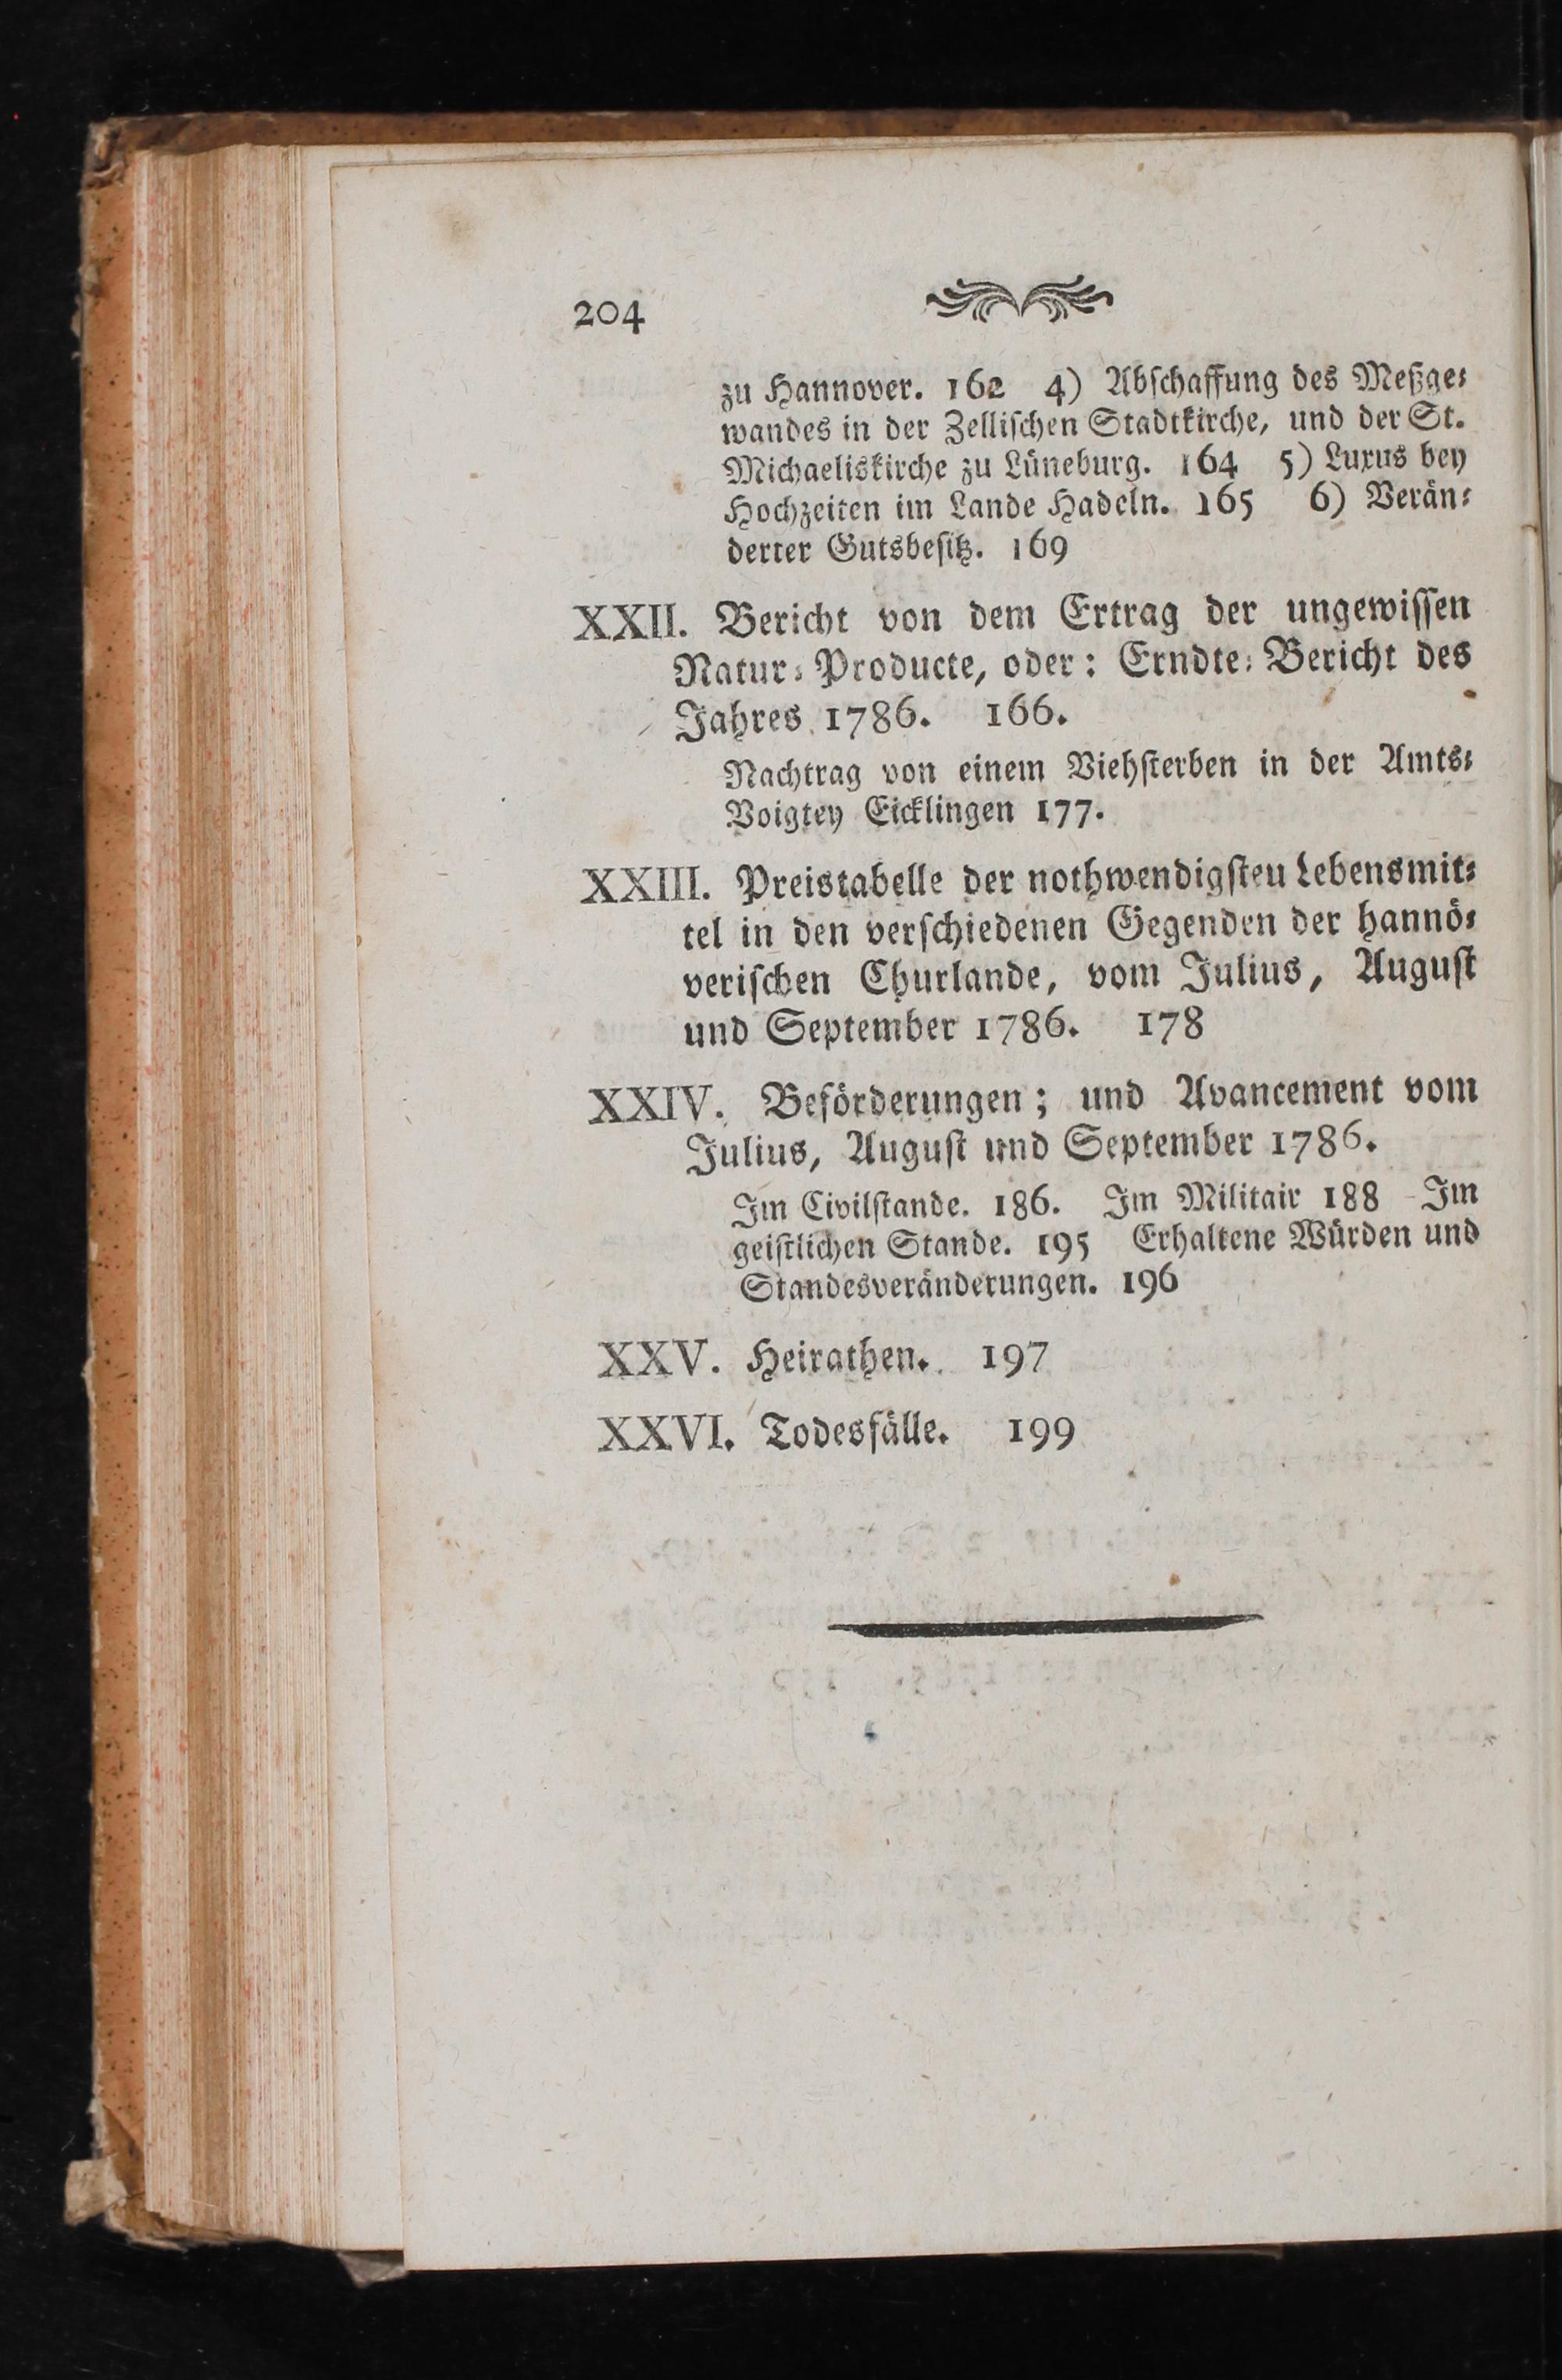 204
zu Hannover. 162 4) Abschaffung des Meßge⸗
wandes in der Zellischen Stadtkirche, und der St.
Michaeliskirche zu Lüneburg. 164 5) Luxus bey
Hochzeiten im Lande Hadeln. 165 6) Verän⸗
derter Gutsbesitz. 169
XXII. Bericht von dem Ertrag der ungewissen
Natur⸗Producte, oder: Erndte⸗Bericht des
Jahres 1786. 166.
Nachtrag von einem Viehsterben in der Amts⸗
Voigtey Eicklingen 177.
XXIII. Preistabelle der nothwendigsteu Lebensmit⸗
tel in den verschiedenen Gegenden der hannö⸗
verischen Churlande, vom Julius, August
und September 1786. 178
XXIV. Beförderungen; und Avancement vom
Julius, August und September 1786.
Im Civilstande. 186. Im Militair 188 Im
geistlichen Stande. 195 Erhaltene Würden und
Standesveränderungen. 196
XXV. Heirathen. 197
XXVI. Todesfälle. 199